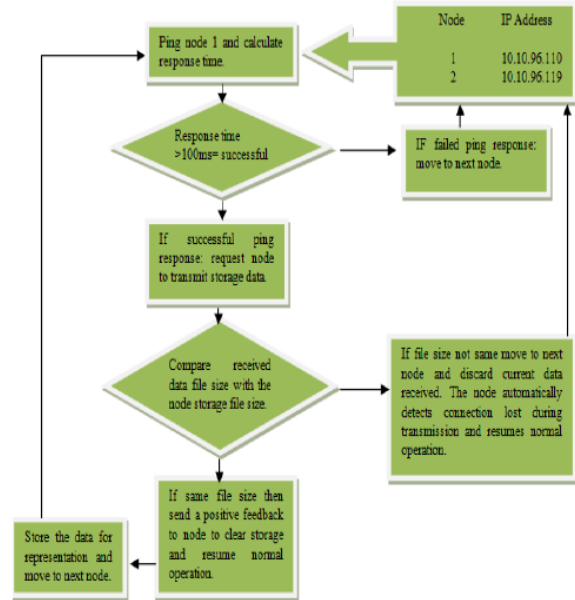 Ping node 1 and calculate
response time.
Node IP Address
1 10.10.96.110
2 10.10.96.119
Response time
>100ms= successful
IF failed ping response:
move to next node.
If successful ping
response: request node
to transmit storage data.
Compare received
data file size with the
node storage file size.
If file size not same move to next
node and discard current data
received. The node automatically
detects connection lost during
transmission and resumes normal
operation.
If same file size then
send a positive feedback
to node to clear storage
and resume normal
operation.
Store the data for
representation and
move to next node.